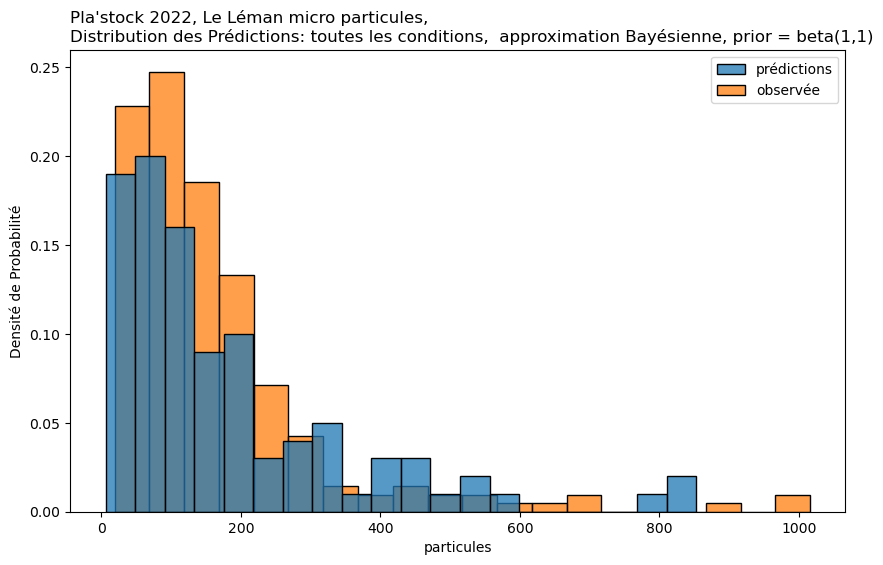 Pla'stock 2022, Le Léman micro particules,
Distribution des Prédictions: toutes les conditions,  approximation Bayésienne, prior = beta(1,1)
prédictions
observée
Densité de Probabilité
0.25
0.20
0.15
0.10
0.05
0.00
0 200 400 600 800 1000
particules